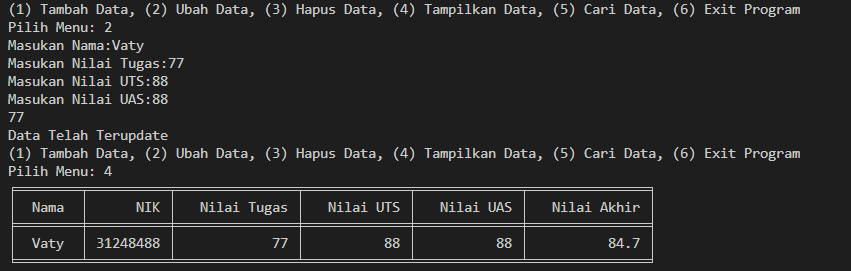 (1) Tambah Data, (2) Ubah Data, (3) Hapus Data, (4) Tampilkan Data, (5) Cari Data, (6) Exit Program
Pilih Menu: 2
Masukan Nama:Vaty
Masukan Nilai Tugas:77
Masukan Nilai UTS:88
Masukan Nilai UAS:88
77
Data Telah Terupdate
(1) Tambah Data, (2) Ubah Data, (3) Hapus Data, (4) Tampilkan Data, (5) Cari Data, (6) Exit Program
Pilih Menu: 4
Nama NIK Nilai Tugas Nilai UTS Nilai UAS Nilai Akhir
Vaty 31248488 77 88 88 84.7